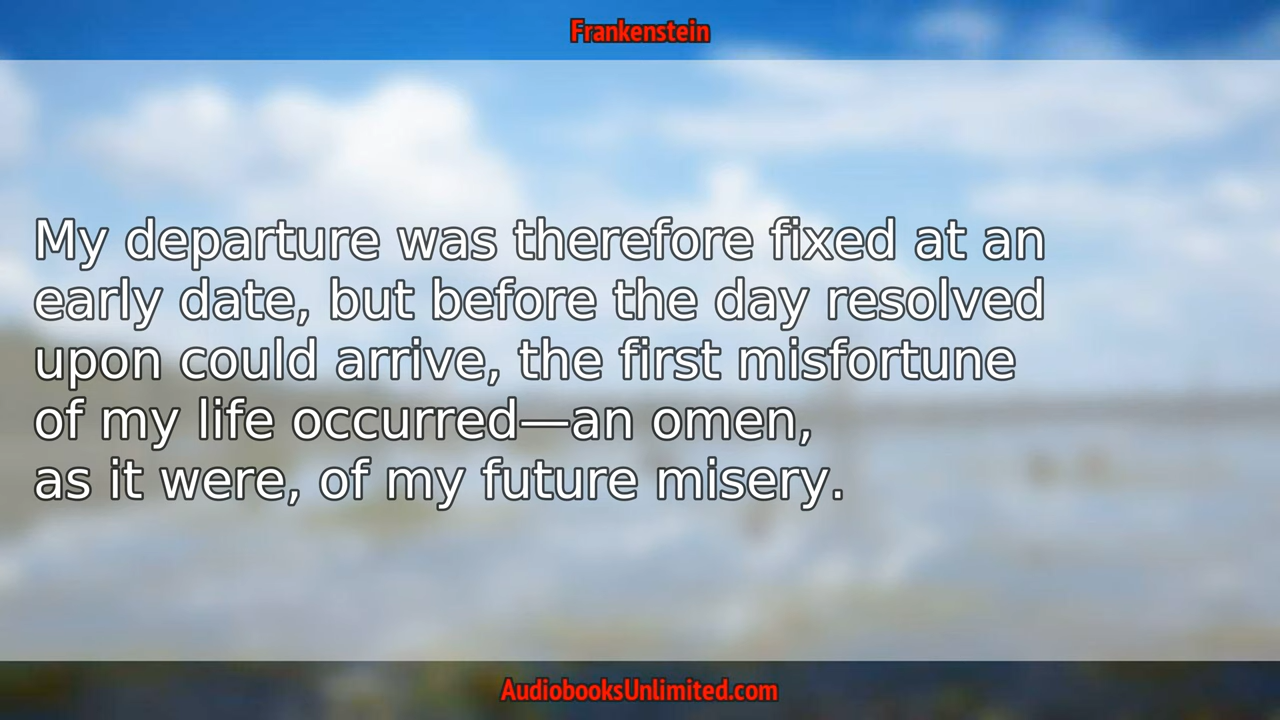 Frankenstein
My departure was therefore fixed at an
early date, but before the day resolved
upon could arrive, the first misfortune
of my life occurred—an omen,
as it were, of my future misery.
AudiobooksUnlimited.com